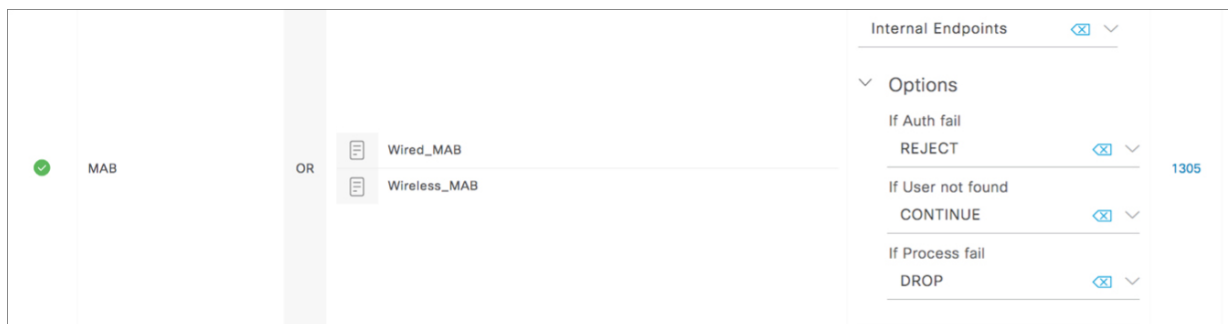 Internal Endpoints
Options
If Auth fail
REJECT
If User not found
CONTINUE
If Process fail
DROP
MAB
OR
Wired_MAB
Wireless_MAB
1305